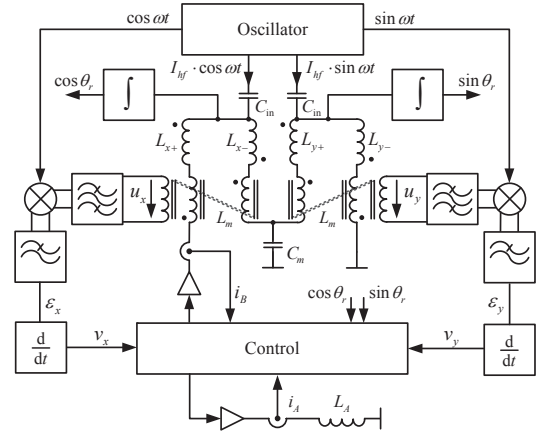 cos ωt
Oscillator
sin ωt
I_hf · cos ωt
I_hf · sin ωt
cos θ_r
∫
C_in
C_in
∫
sin θ_r
L_x+
L_x−
L_y+
L_y−
u_x
L_m
L_m
u_y
C_m
ε_x
i_B
cos θ_r
sin θ_r
ε_y
d/dt
v_x
Control
v_y
d/dt
i_A
L_A